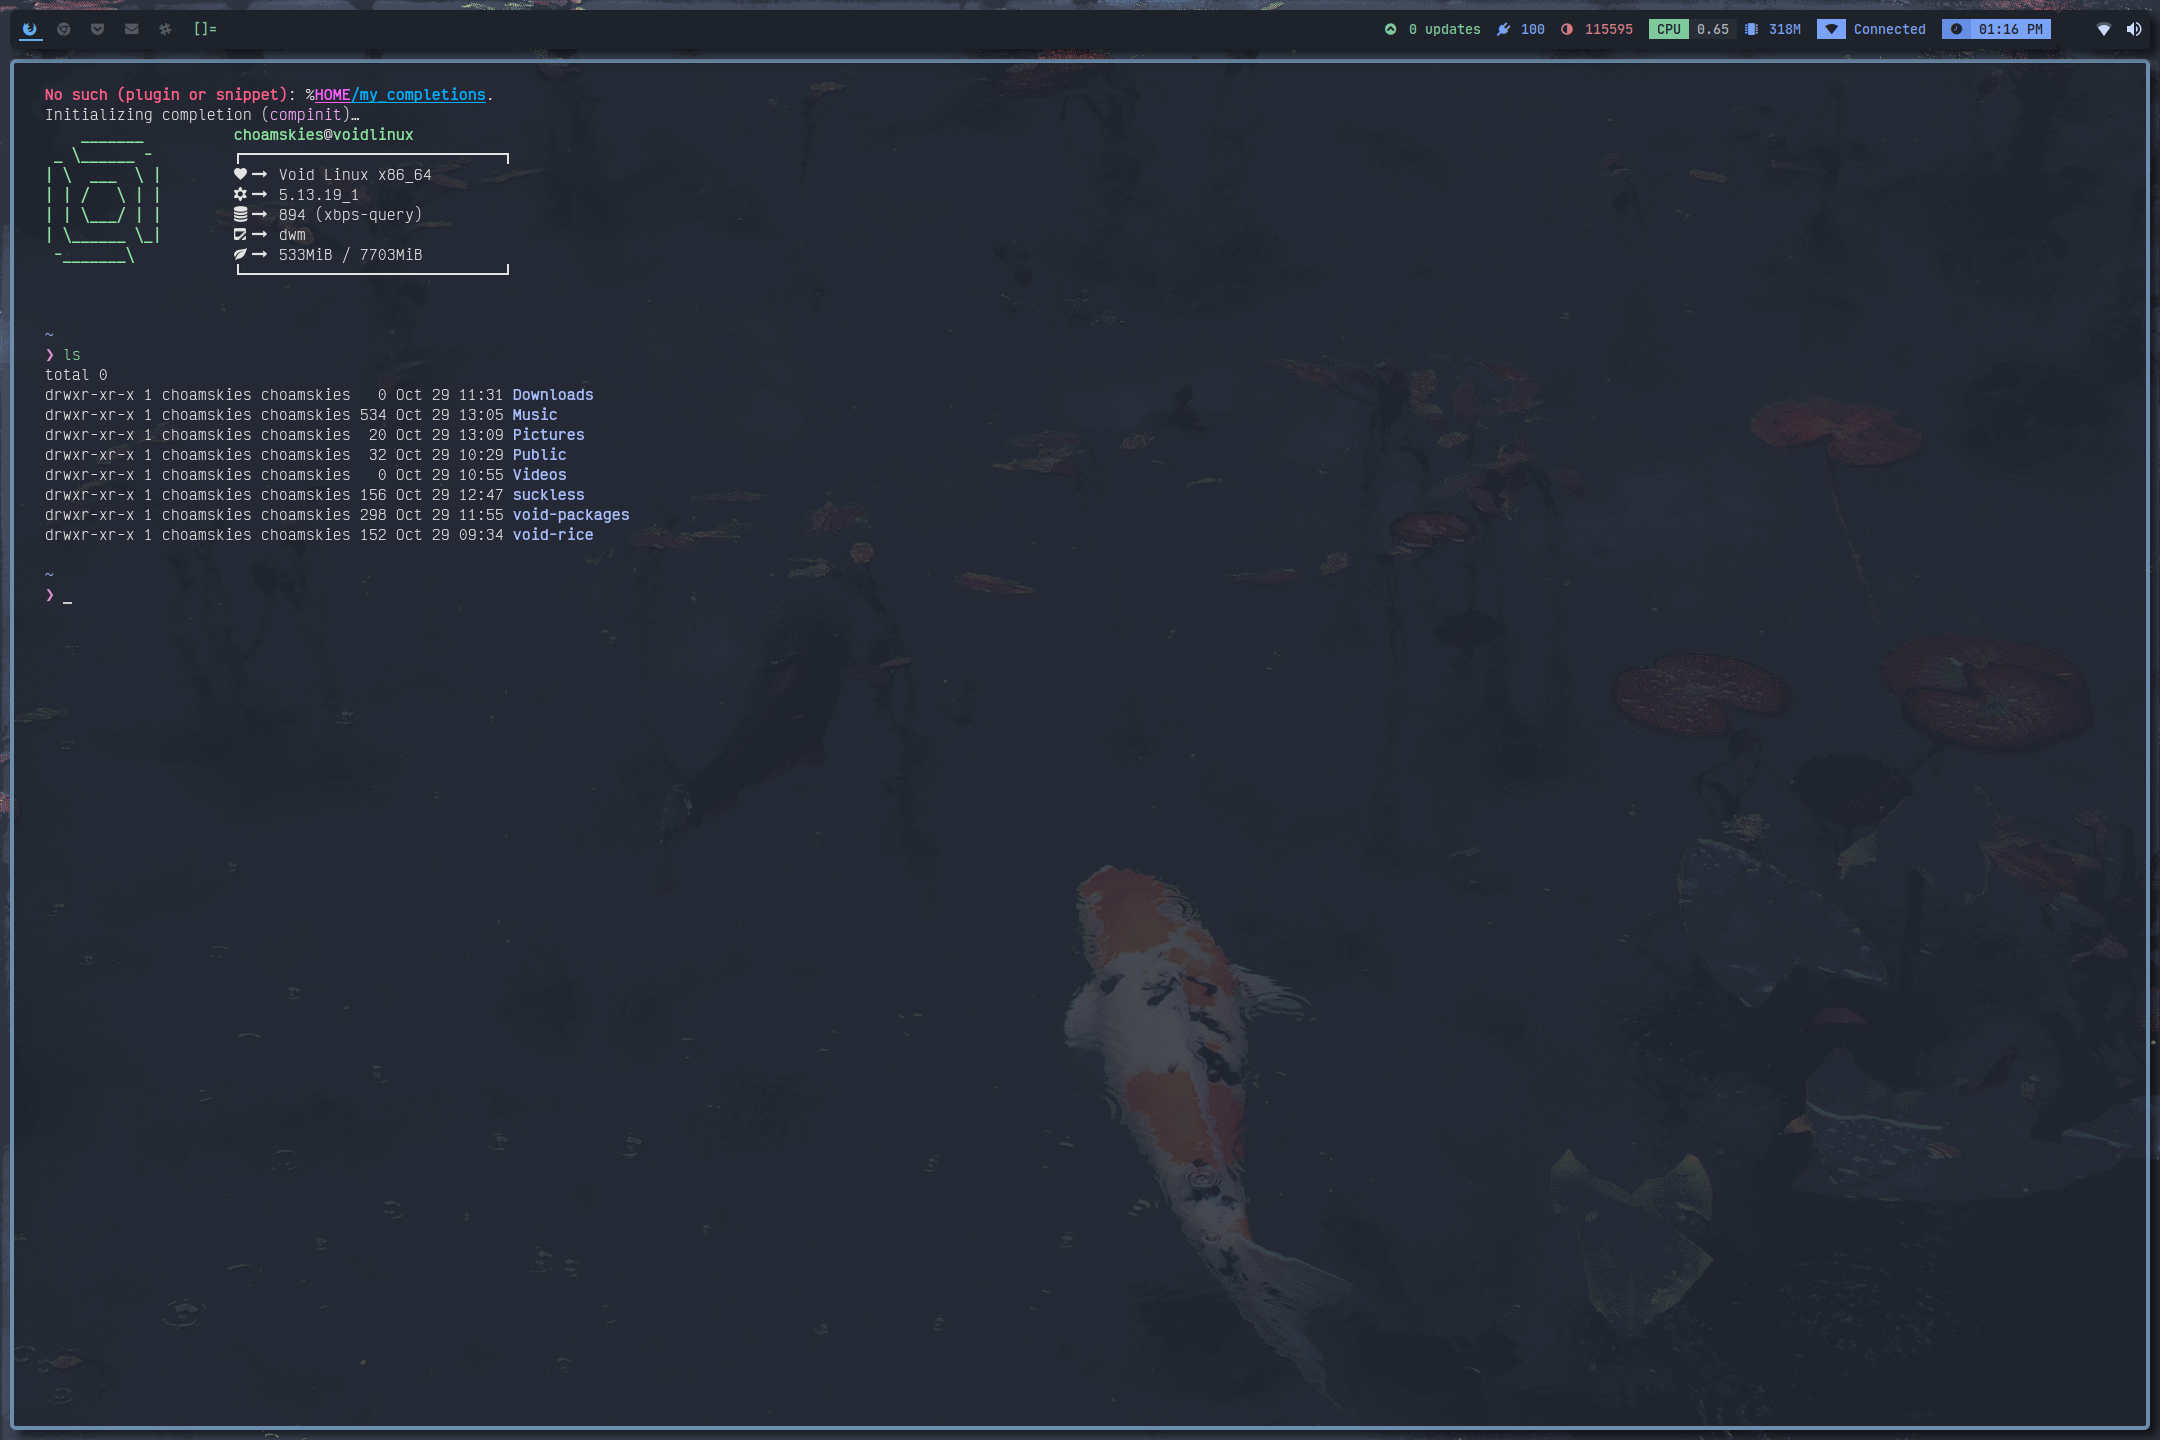 []=
0 updates 100 115595 CPU 0.65 318M Connected 01:16 PM
No such (plugin or snippet): %HOME/my_completions.
Initializing completion (compinit)…
choamskies@voidlinux
Void Linux x86_64
5.13.19_1
894 (xbps-query)
dwm
533MiB / 7703MiB
~
❯ ls
total 0
drwxr-xr-x 1 choamskies choamskies   0 Oct 29 11:31 Downloads
drwxr-xr-x 1 choamskies choamskies 534 Oct 29 13:05 Music
drwxr-xr-x 1 choamskies choamskies  20 Oct 29 13:09 Pictures
drwxr-xr-x 1 choamskies choamskies  32 Oct 29 10:29 Public
drwxr-xr-x 1 choamskies choamskies   0 Oct 29 10:55 Videos
drwxr-xr-x 1 choamskies choamskies 156 Oct 29 12:47 suckless
drwxr-xr-x 1 choamskies choamskies 298 Oct 29 11:55 void-packages
drwxr-xr-x 1 choamskies choamskies 152 Oct 29 09:34 void-rice
~
❯ _